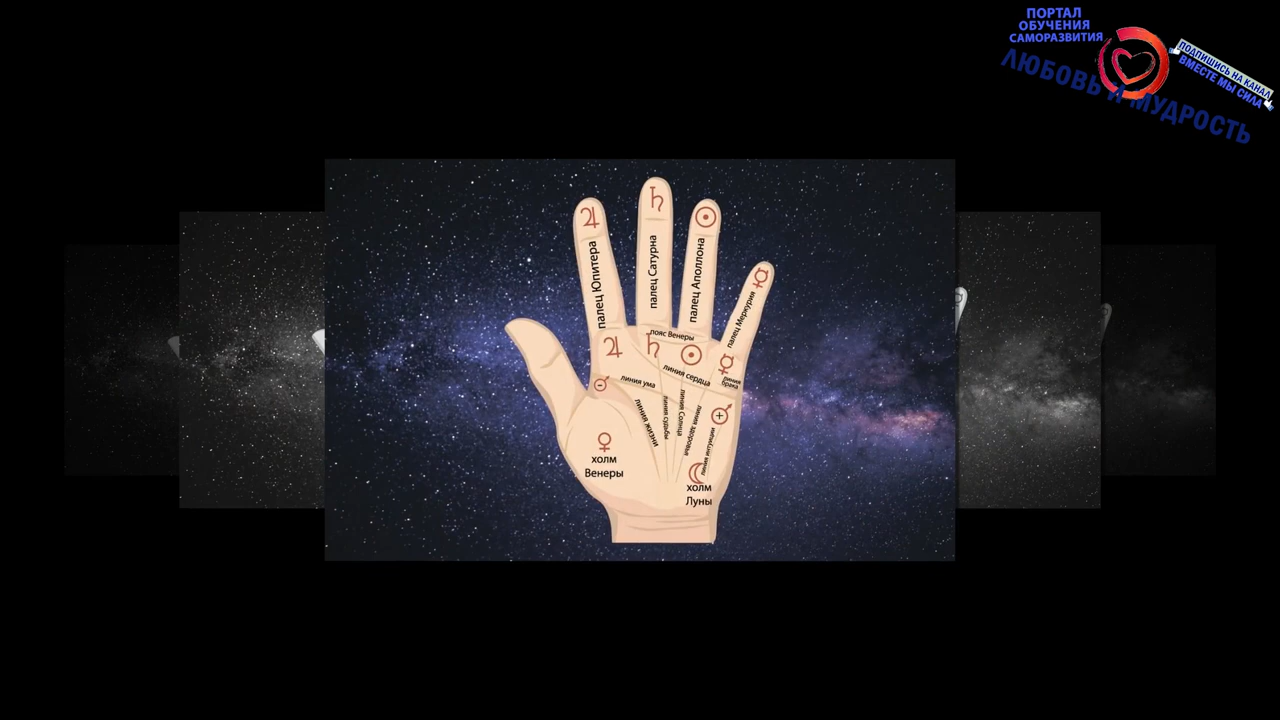 ПОРТАЛ
ОБУЧЕНИЯ
САМОРАЗВИТИЯ
ЛЮБОВЬ И МУДРОСТЬ
ПОДПИШИСЬ НА КАНАЛ
ВМЕСТЕ МЫ СИЛА
палец Юпитера
палец Сатурна
палец Аполлона
палец Меркурия
пояс Венеры
линия сердца
линия
брака
линия ума
линия жизни
линия судьбы
линия Солнца
линия здоровья
линия интуиции
холм
Венеры
холм
Луны